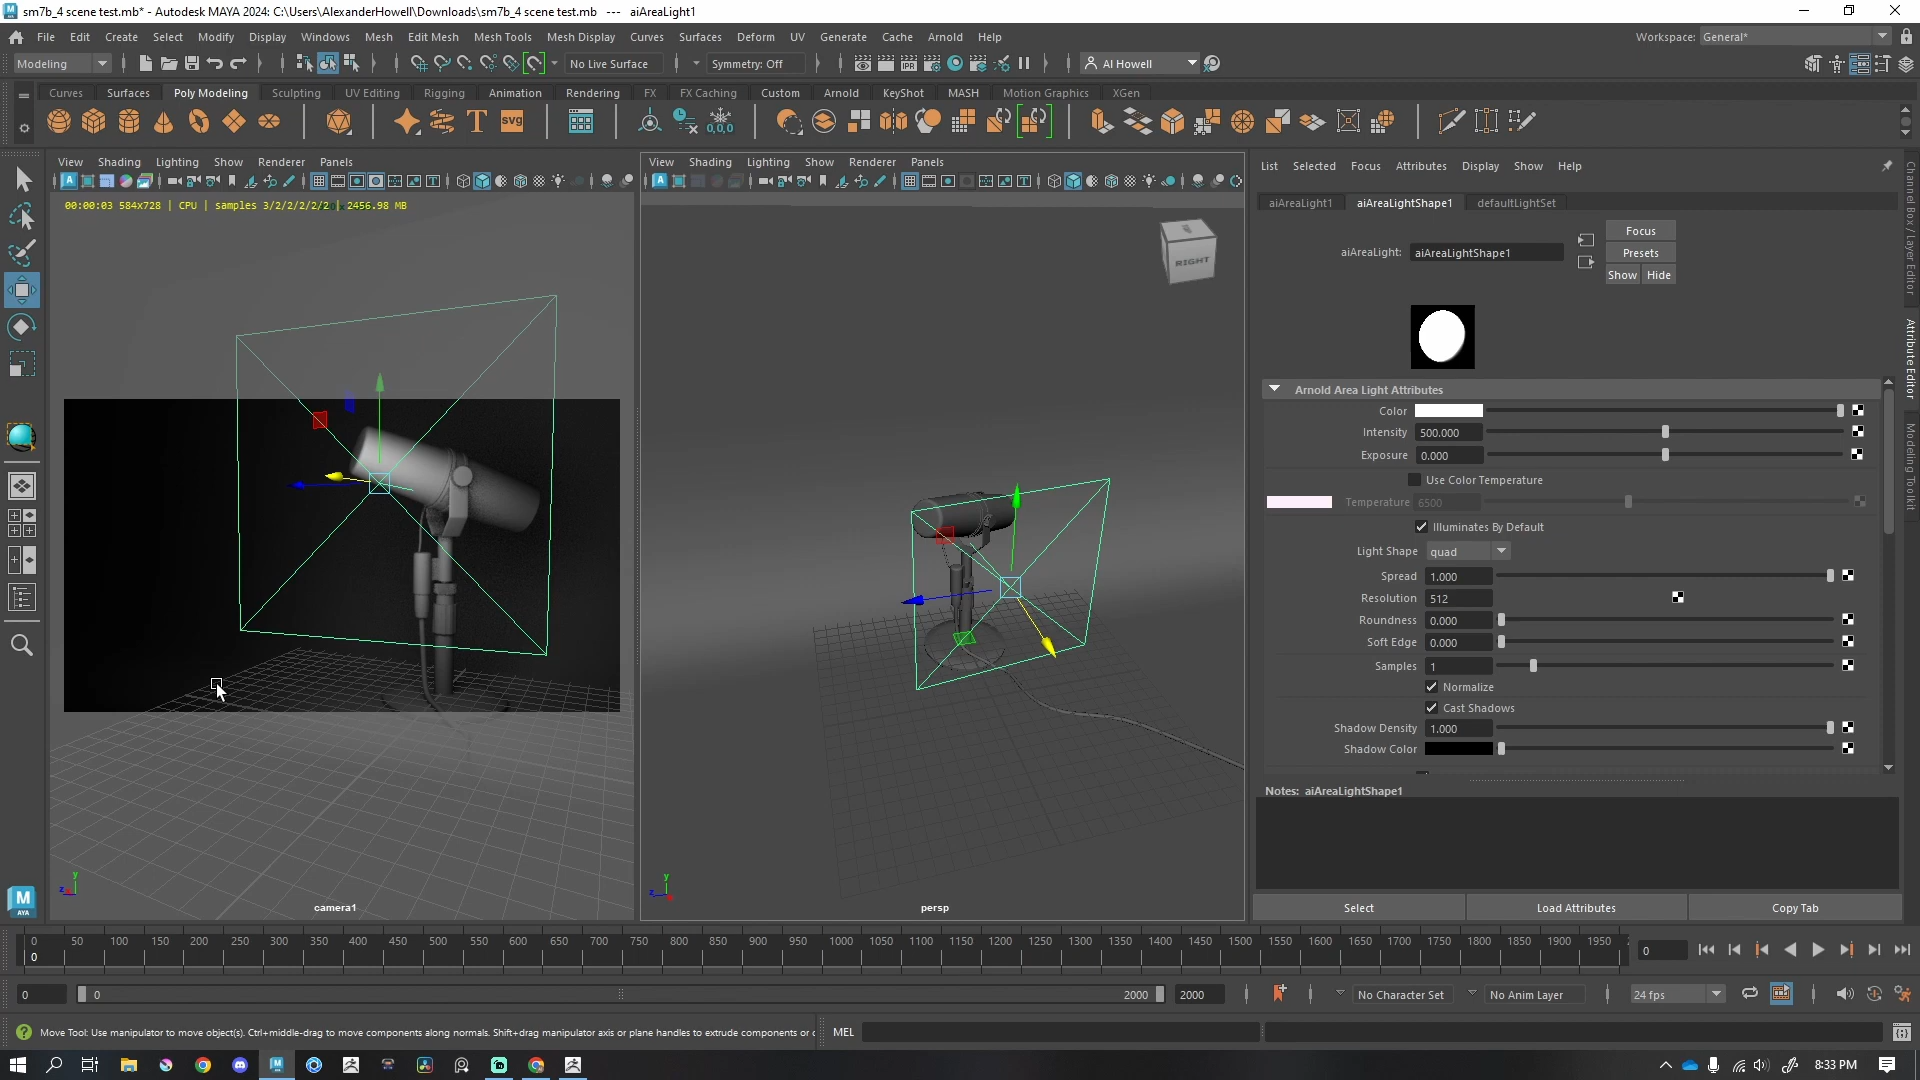 sm7b_4 scene test.mb* - Autodesk MAYA 2024: C:\Users\AlexanderHowell\Downloads\sm7b_4 scene test.mb --- aiAreaLight1
File Edit Create Select Modify Display Windows Mesh Edit Mesh Mesh Tools Mesh Display Curves Surfaces Deform UV Generate Cache Arnold Help
Workspace: General*
Modeling
No Live Surface
Symmetry: Off
Al Howell
Curves Surfaces Poly Modeling Sculpting UV Editing Rigging Animation Rendering FX FX Caching Custom Arnold KeyShot MASH Motion Graphics XGen
View Shading Lighting Show Renderer Panels
View Shading Lighting Show Renderer Panels
00:00:03 584x728 | CPU | samples 3/2/2/2/2/2 | 2456.98 MB
RIGHT
camera1
persp
List Selected Focus Attributes Display Show Help
aiAreaLight1 aiAreaLightShape1 defaultLightSet
aiAreaLight: aiAreaLightShape1
Focus
Presets
Show Hide
Arnold Area Light Attributes
Color
Intensity 500.000
Exposure 0.000
Use Color Temperature
Temperature 6500
Illuminates By Default
Light Shape quad
Spread 1.000
Resolution 512
Roundness 0.000
Soft Edge 0.000
Samples 1
Normalize
Cast Shadows
Shadow Density 1.000
Shadow Color
Notes: aiAreaLightShape1
Select Load Attributes Copy Tab
Channel Box / Layer Editor
Attribute Editor
Modeling Toolkit
0 50 100 150 200 250 300 350 400 450 500 550 600 650 700 750 800 850 900 950 1000 1050 1100 1150 1200 1250 1300 1350 1400 1450 1500 1550 1600 1650 1700 1750 1800 1850 1900 1950
0
0
0 0 2000 2000
No Character Set
No Anim Layer
24 fps
Move Tool: Use manipulator to move object(s). Ctrl+middle-drag to move components along normals. Shift+drag manipulator axis or plane handles to extrude components or
MEL
8:33 PM